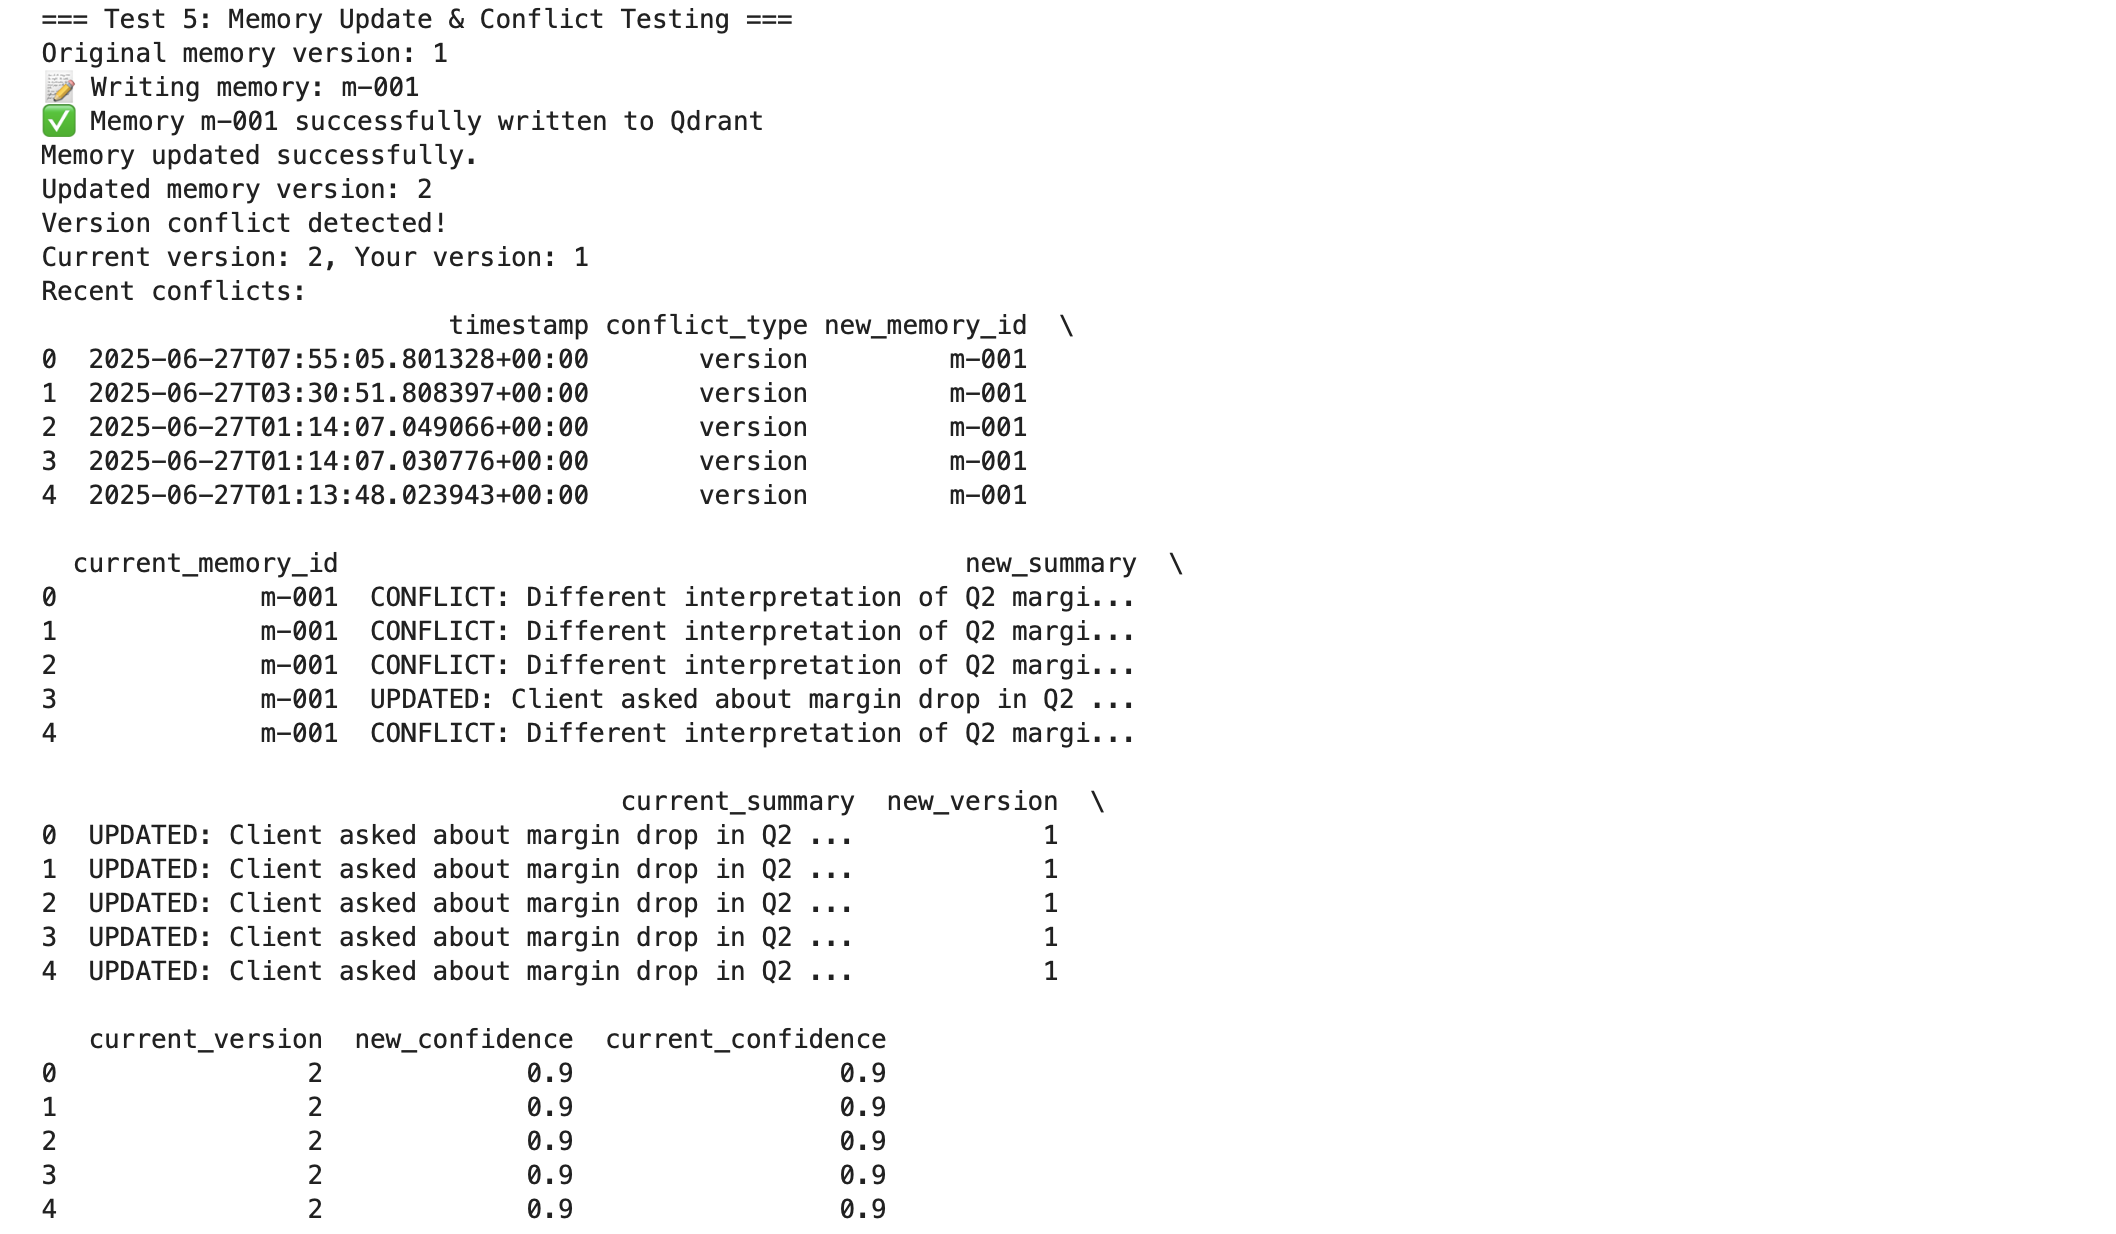 === Test 5: Memory Update & Conflict Testing ===
Original memory version: 1
📝 Writing memory: m-001
✅ Memory m-001 successfully written to Qdrant
Memory updated successfully.
Updated memory version: 2
Version conflict detected!
Current version: 2, Your version: 1
Recent conflicts:
                          timestamp conflict_type new_memory_id  \
0  2025-06-27T07:55:05.801328+00:00       version         m-001
1  2025-06-27T03:30:51.808397+00:00       version         m-001
2  2025-06-27T01:14:07.049066+00:00       version         m-001
3  2025-06-27T01:14:07.030776+00:00       version         m-001
4  2025-06-27T01:13:48.023943+00:00       version         m-001

  current_memory_id                                        new_summary  \
0             m-001  CONFLICT: Different interpretation of Q2 margi...
1             m-001  CONFLICT: Different interpretation of Q2 margi...
2             m-001  CONFLICT: Different interpretation of Q2 margi...
3             m-001  UPDATED: Client asked about margin drop in Q2 ...
4             m-001  CONFLICT: Different interpretation of Q2 margi...

                                  current_summary  new_version  \
0  UPDATED: Client asked about margin drop in Q2 ...            1
1  UPDATED: Client asked about margin drop in Q2 ...            1
2  UPDATED: Client asked about margin drop in Q2 ...            1
3  UPDATED: Client asked about margin drop in Q2 ...            1
4  UPDATED: Client asked about margin drop in Q2 ...            1

   current_version  new_confidence  current_confidence
0                2             0.9                 0.9
1                2             0.9                 0.9
2                2             0.9                 0.9
3                2             0.9                 0.9
4                2             0.9                 0.9